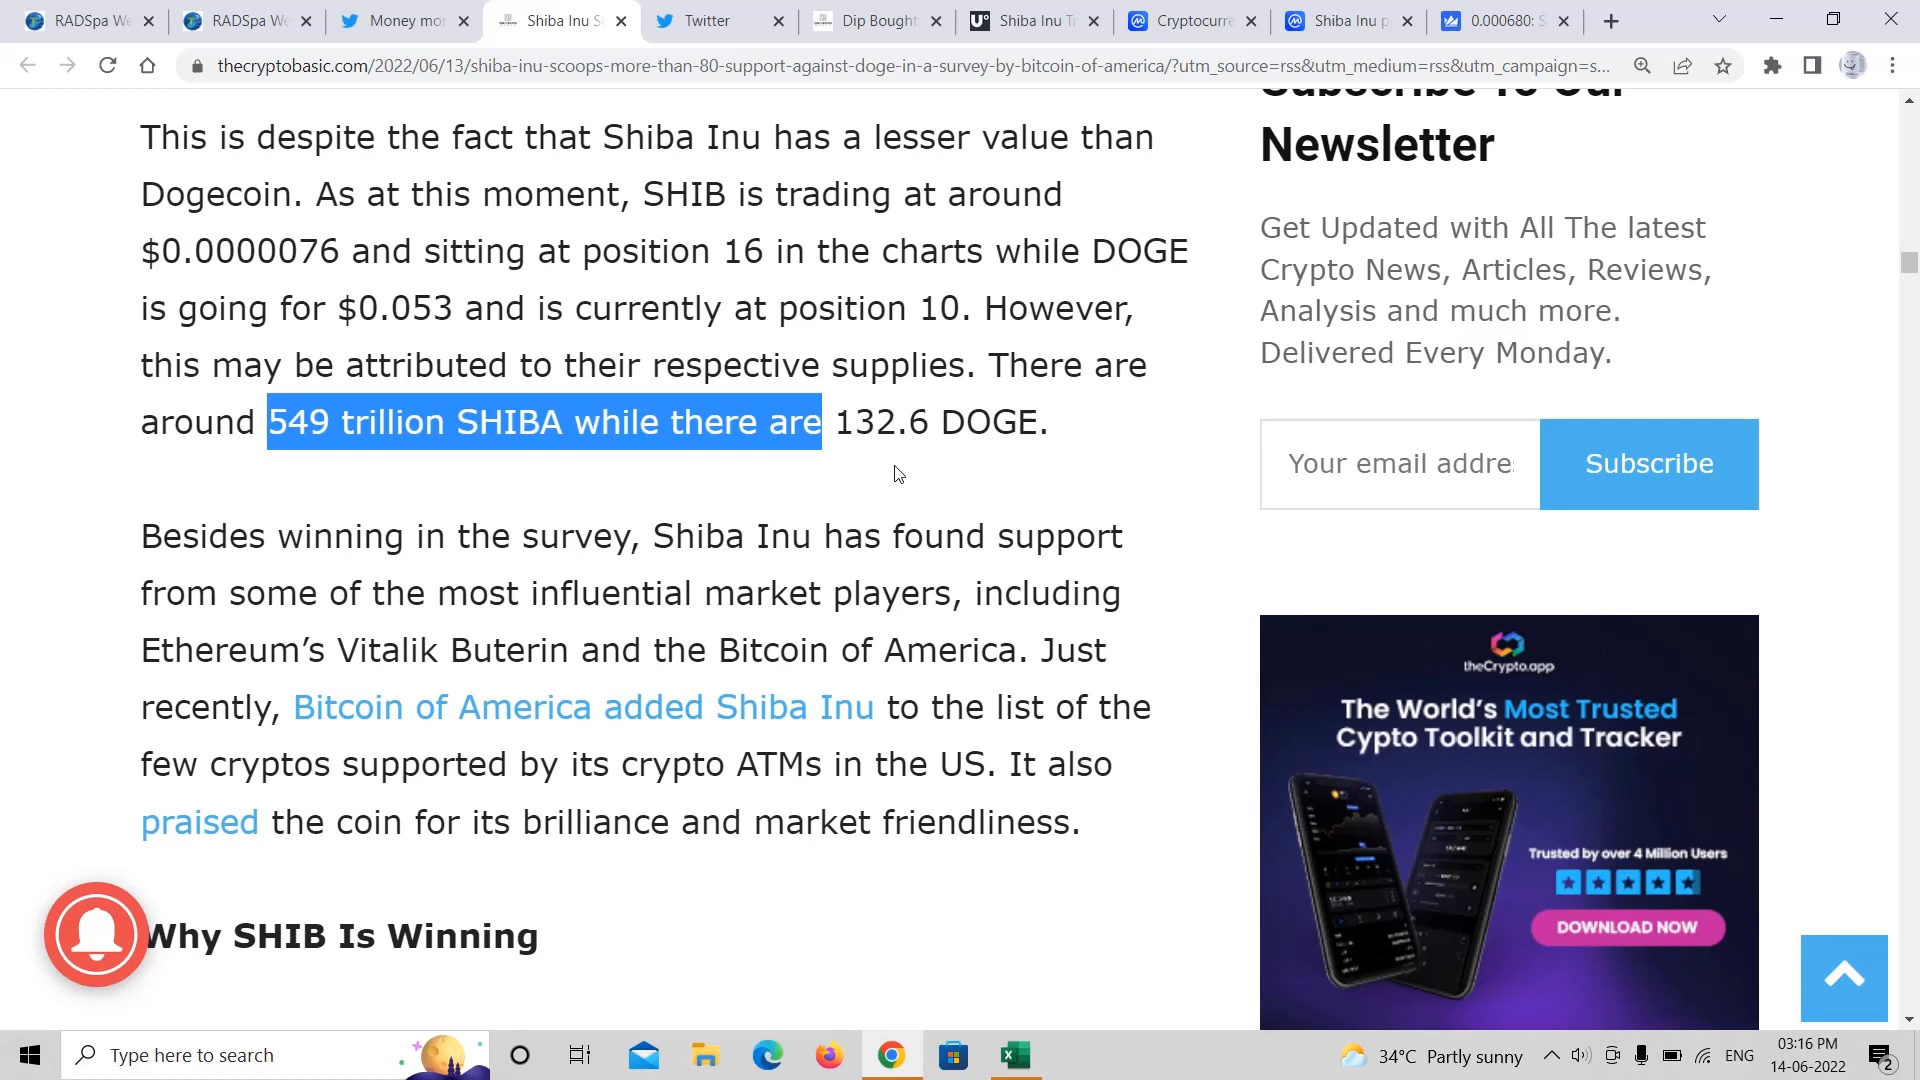 RADSpa We
RADSpa We
Money mor
Shiba Inu Sc
Twitter
Dip Bought
Shiba Inu Tr
Cryptocurre
Shiba Inu p
0.000680: S
thecryptobasic.com/2022/06/13/shiba-inu-scoops-more-than-80-support-against-doge-in-a-survey-by-bitcoin-of-america/?utm_source=rss&utm_medium=rss&utm_campaign=s...
This is despite the fact that Shiba Inu has a lesser value than
Dogecoin. As at this moment, SHIB is trading at around
$0.0000076 and sitting at position 16 in the charts while DOGE
is going for $0.053 and is currently at position 10. However,
this may be attributed to their respective supplies. There are
around 549 trillion SHIBA while there are 132.6 DOGE.
Besides winning in the survey, Shiba Inu has found support
from some of the most influential market players, including
Ethereum’s Vitalik Buterin and the Bitcoin of America. Just
recently, Bitcoin of America added Shiba Inu to the list of the
few cryptos supported by its crypto ATMs in the US. It also
praised the coin for its brilliance and market friendliness.
Why SHIB Is Winning
Subscribe To Our
Newsletter
Get Updated with All The latest
Crypto News, Articles, Reviews,
Analysis and much more.
Delivered Every Monday.
Your email addre
Subscribe
theCrypto.app
The World's Most Trusted
Cypto Toolkit and Tracker
Trusted by over 4 Million Users
DOWNLOAD NOW
Type here to search
34°C Partly sunny
ENG
03:16 PM
14-06-2022
2